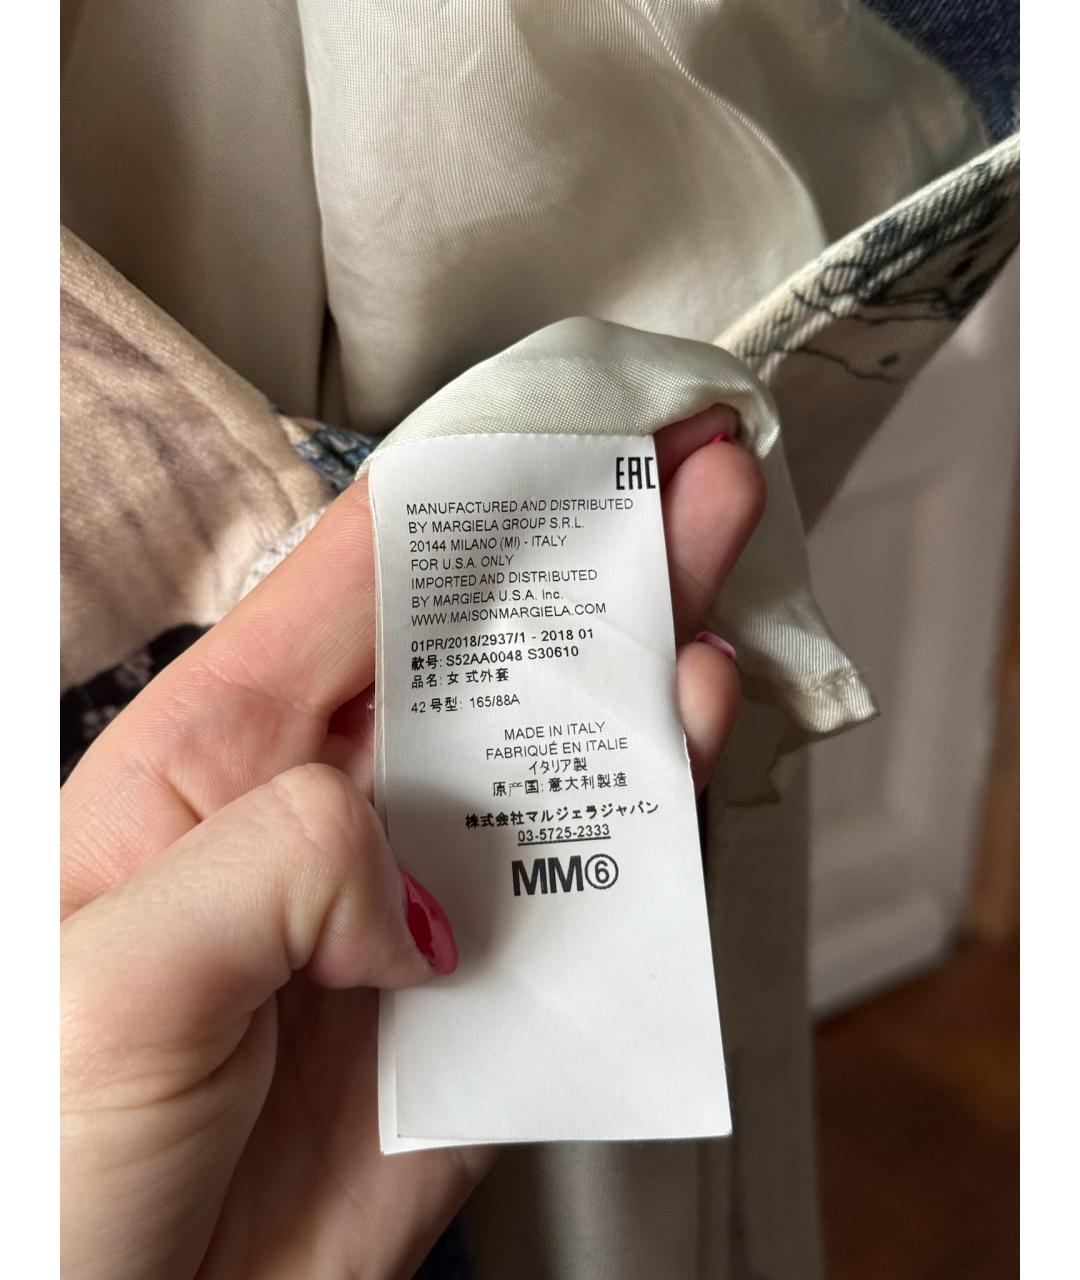 EAC
MANUFACTURED AND DISTRIBUTED
BY MARGIELA GROUP S.R.L.
20144 MILANO (MI) - ITALY
FOR U.S.A. ONLY
IMPORTED AND DISTRIBUTED
BY MARGIELA U.S.A. Inc.
WWW.MAISONMARGIELA.COM
01PR/2018/2937/1 - 2018 01
款号: S52AA0048 S30610
品名: 女 式外套
42 号型: 165/88A
MADE IN ITALY
FABRIQUÉ EN ITALIE
イタリア製
原产国: 意大利製造
株式会社マルジェラジャパン
03-5725-2333
MM⑥